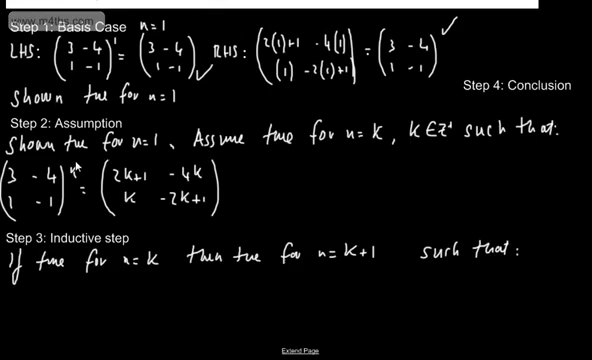 www.m4ths.com
Step 1: Basis Case n=1
LHS: (3 -4; 1 -1)^1 = (3 -4; 1 -1) ✓ RHS: (2(1)+1 -4(1); (1) -2(1)+1) = (3 -4; 1 -1) ✓
Shown true for n=1
Step 4: Conclusion
Step 2: Assumption
Shown true for n=1, Assume true for n=k, k∈Z⁺ such that:
(3 -4; 1 -1)^k = (2k+1 -4k; k -2k+1)
Step 3: Inductive step
If true for n=k then true for n=k+1 such that:
Extend Page